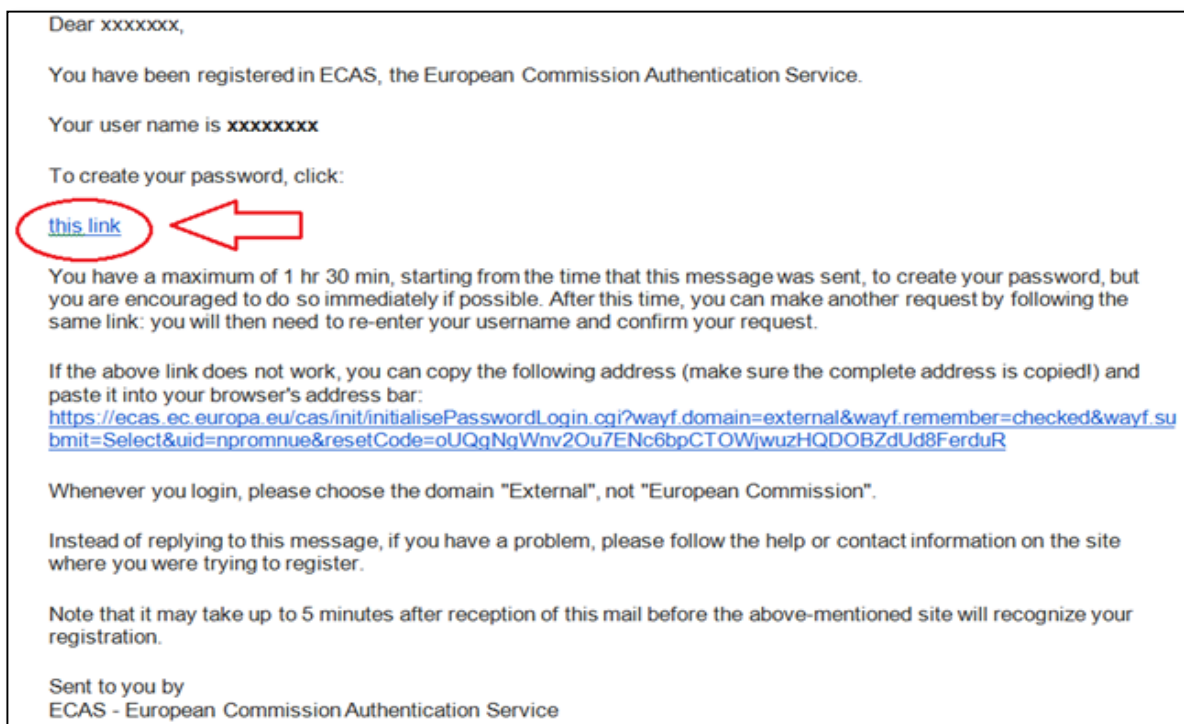 Dear xxxxxxx,
You have been registered in ECAS, the European Commission Authentication Service.
Your user name is xxxxxxxx
To create your password, click:
this link
You have a maximum of 1 hr 30 min, starting from the time that this message was sent, to create your password, but
you are encouraged to do so immediately if possible. After this time, you can make another request by following the
same link: you will then need to re-enter your username and confirm your request.
If the above link does not work, you can copy the following address (make sure the complete address is copied!) and
paste it into your browser's address bar:
https://ecas.ec.europa.eu/cas/init/initialisePasswordLogin.cgi?wayf.domain=external&wayf.remember=checked&wayf.su
bmit=Select&uid=npromnue&resetCode=oUQgNgWnv2Ou7ENc6bpCTOWjwuzHQDOBZdUd8FerduR
Whenever you login, please choose the domain "External", not "European Commission".
Instead of replying to this message, if you have a problem, please follow the help or contact information on the site
where you were trying to register.
Note that it may take up to 5 minutes after reception of this mail before the above-mentioned site will recognize your
registration.
Sent to you by
ECAS - European Commission Authentication Service